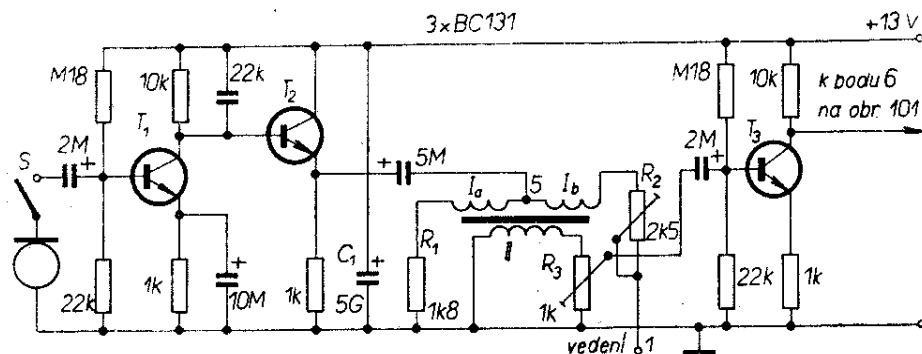 3×BC131
+13 V
M18
10k
22k
T1
T2
S
2M
+
22k
1k
+
10M
1k
C1
+
5G
+
5M
Ia
5
Ib
R1
1k8
I
R2
2k5
R3
1k
vedení
1
M18
10k
k bodu 6
na obr. 101
2M
+
T3
22k
1k